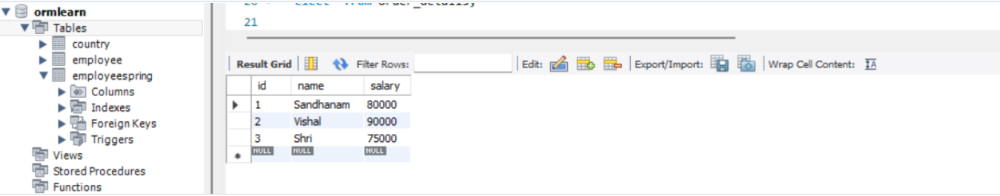 ormlearn
Tables
country
employee
employeespring
Columns
Indexes
Foreign Keys
Triggers
Views
Stored Procedures
Functions
21
Result Grid Filter Rows: Edit: Export/Import: Wrap Cell Content:
id name salary
1 Sandhanam 80000
2 Vishal 90000
3 Shri 75000
NULL NULL NULL